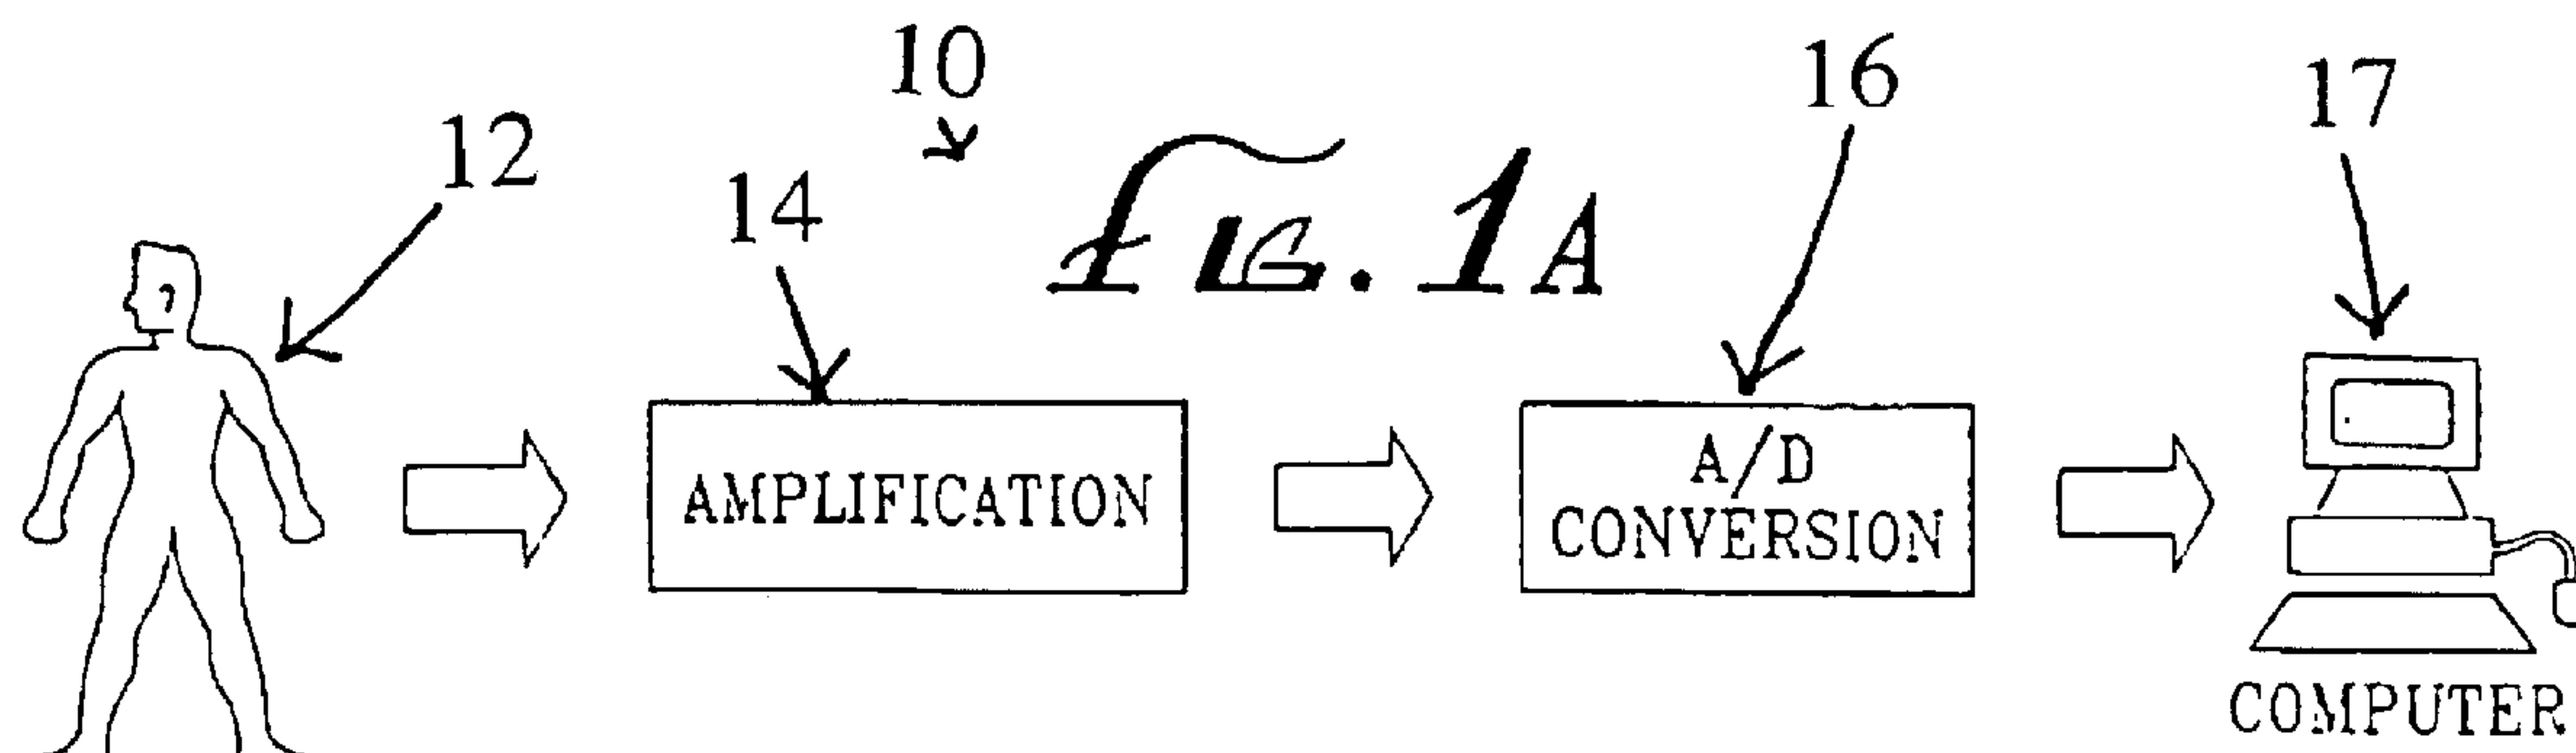 10
16
17
12
14
FIG. 1A
AMPLIFICATION
A/D
CONVERSION
COMPUTER